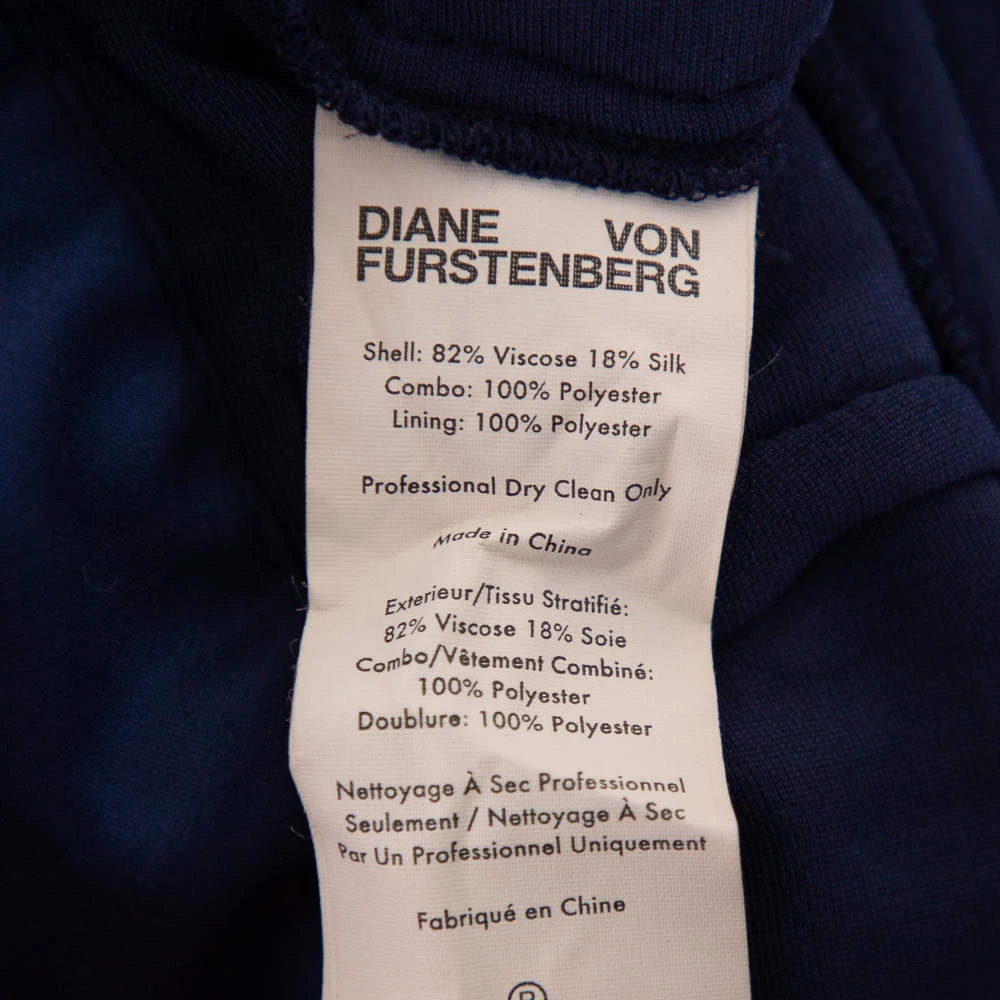 DIANE VON
FURSTENBERG
Shell: 82% Viscose 18% Silk
Combo: 100% Polyester
Lining: 100% Polyester
Professional Dry Clean Only
Made in China
Exterieur/Tissu Stratifié:
82% Viscose 18% Soie
Combo/Vêtement Combiné:
100% Polyester
Doublure: 100% Polyester
Nettoyage À Sec Professionnel
Seulement / Nettoyage À Sec
Par Un Professionnel Uniquement
Fabriqué en Chine